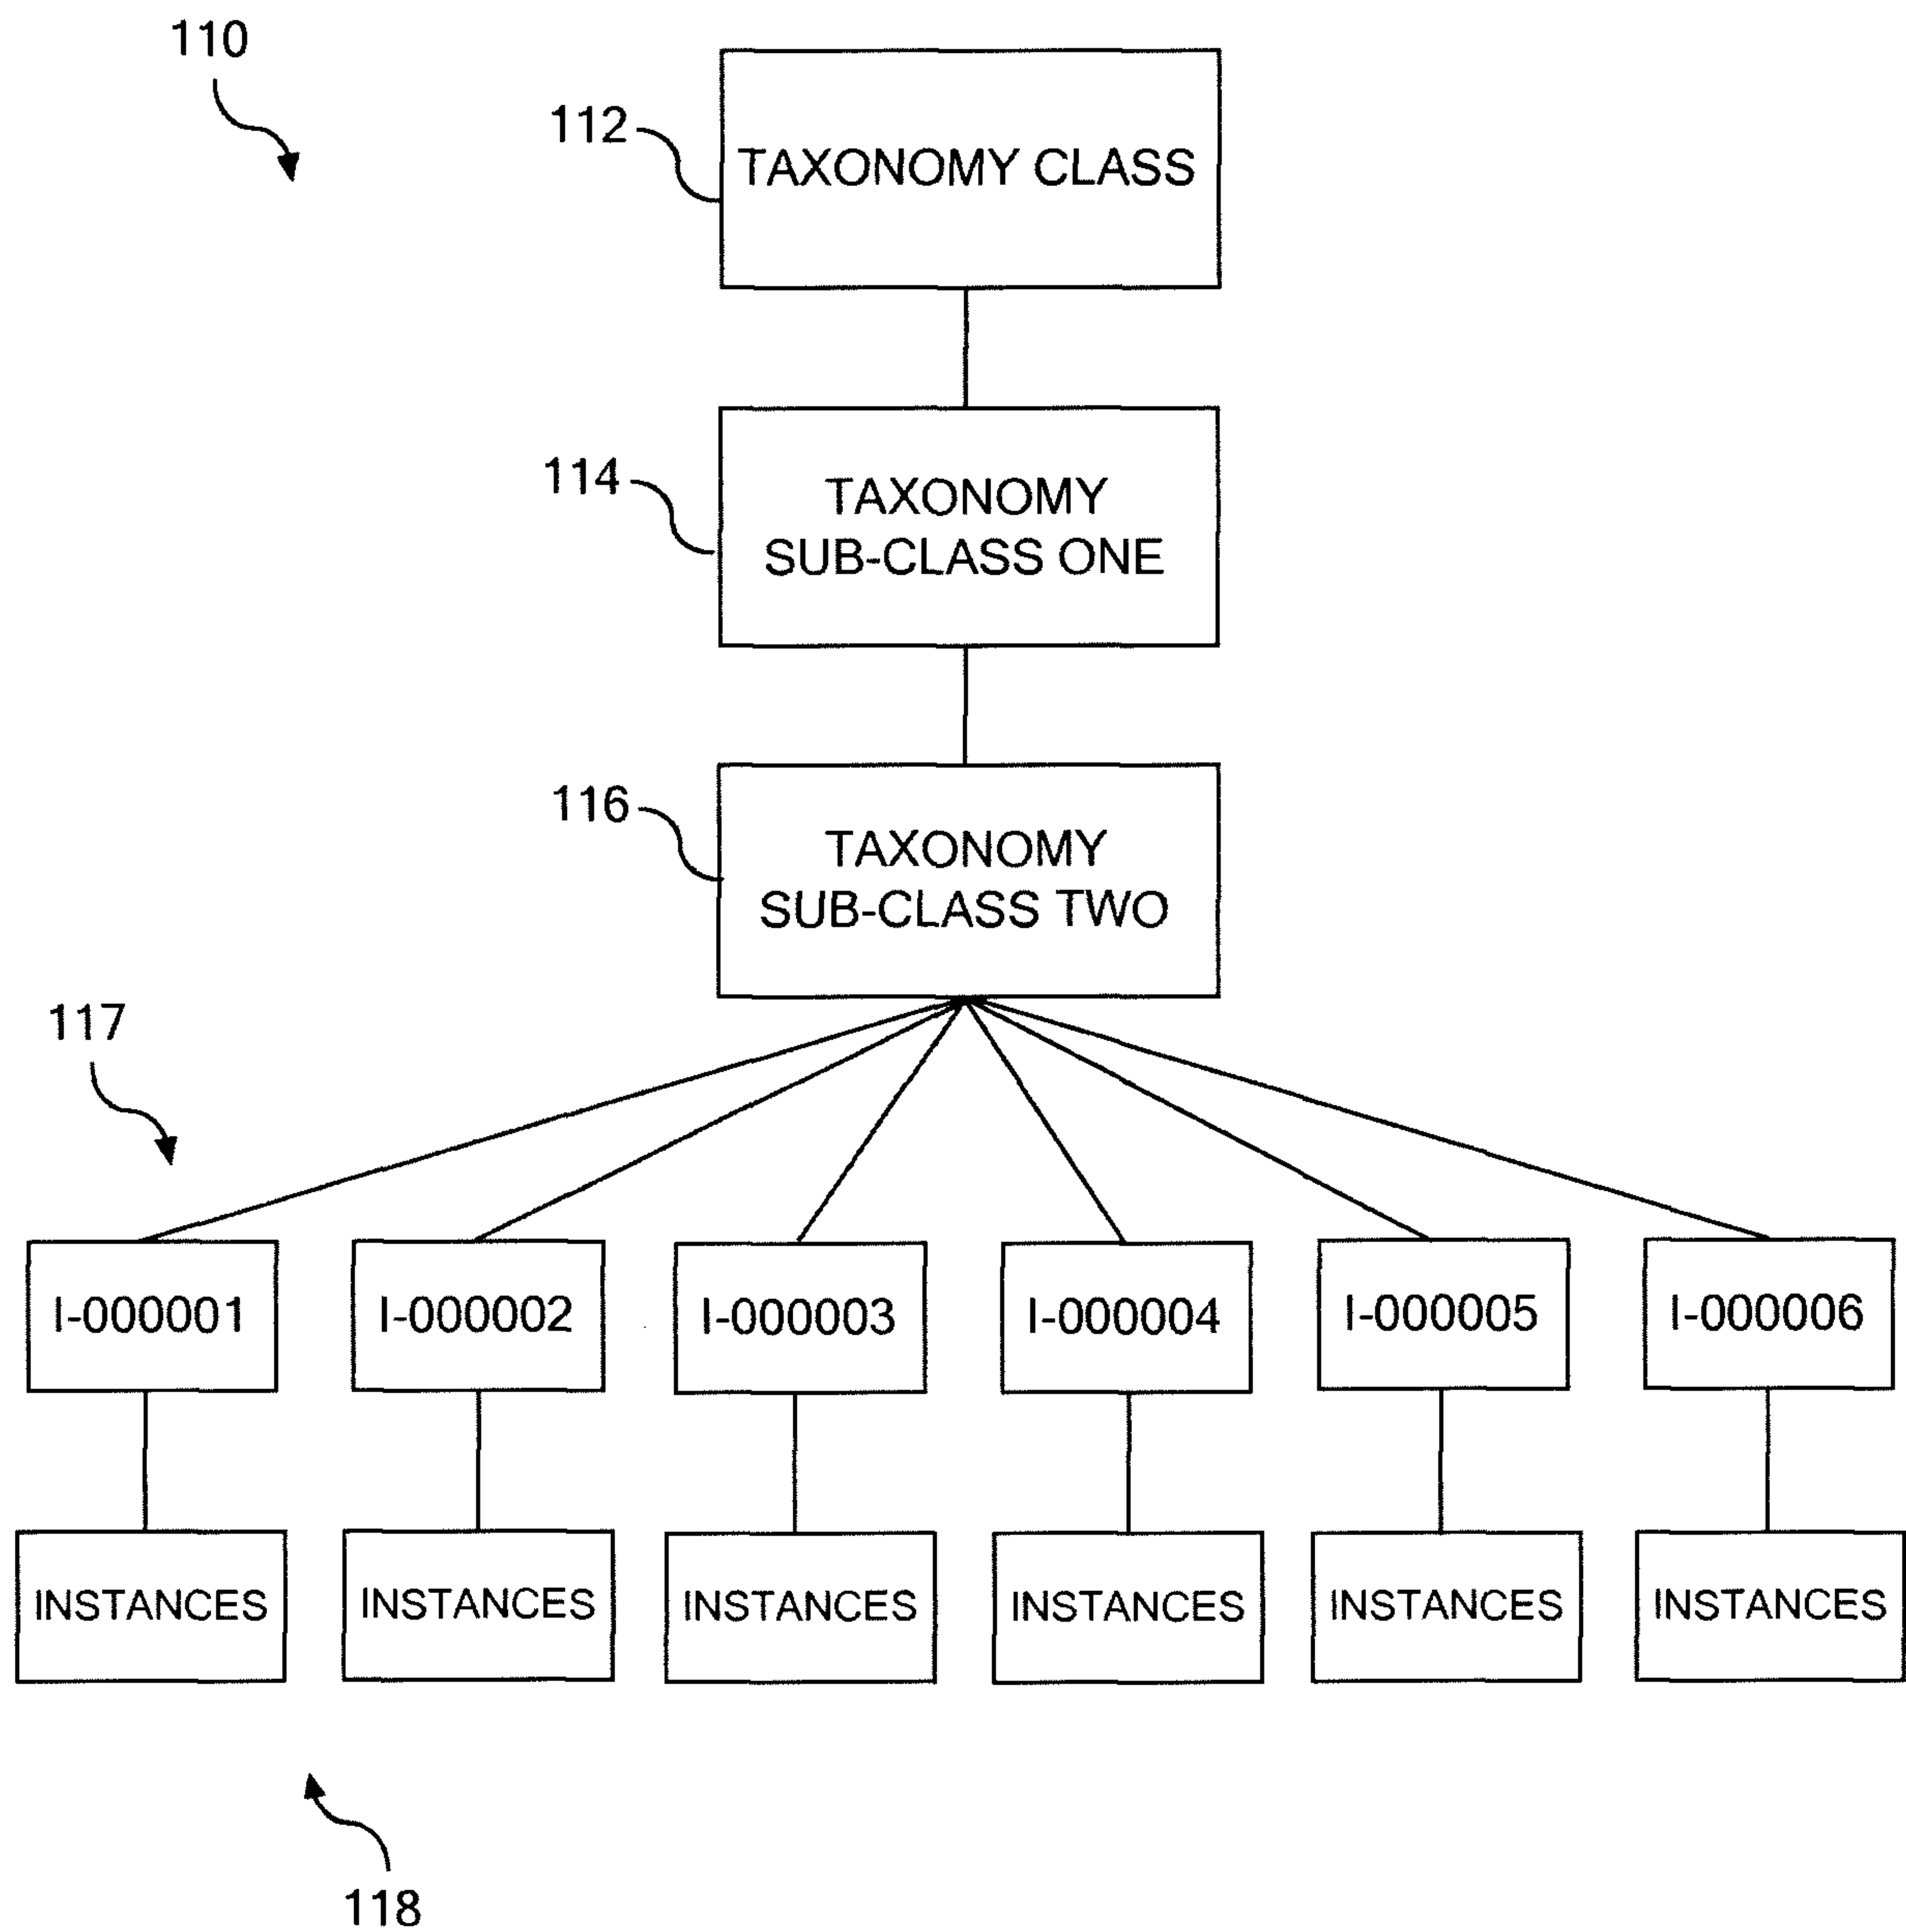 110
112
TAXONOMY CLASS
114
TAXONOMY
SUB-CLASS ONE
116
TAXONOMY
SUB-CLASS TWO
117
I-000001
I-000002
I-000003
I-000004
I-000005
I-000006
INSTANCES
INSTANCES
INSTANCES
INSTANCES
INSTANCES
INSTANCES
118